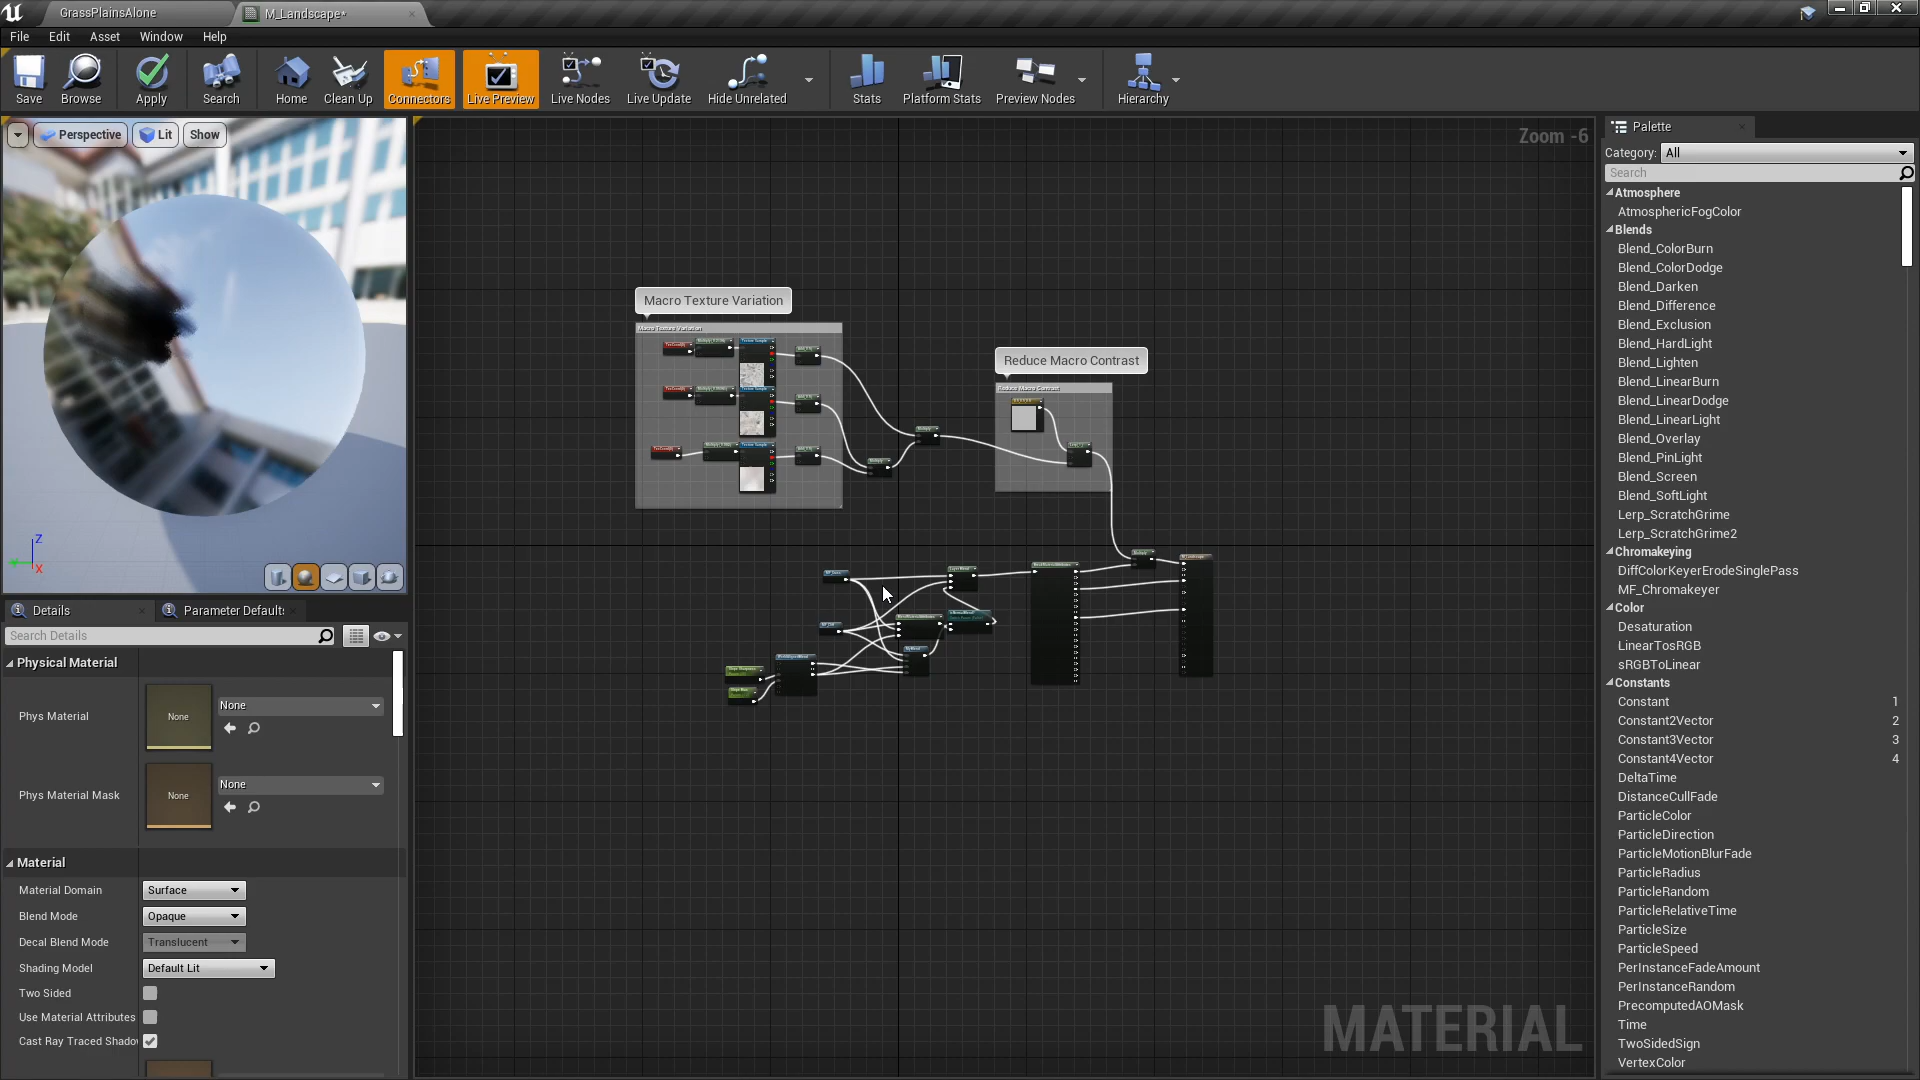 GrassPlainsAlone
M_Landscape*
File Edit Asset Window Help
Save Browse Apply Search Home Clean Up Connectors Live Preview Live Nodes Live Update Hide Unrelated Stats Platform Stats Preview Nodes Hierarchy
Perspective Lit Show
Z
X
Zoom -6
Macro Texture Variation
Macro Texture Variation
Reduce Macro Contrast
Reduce Macro Contrast
MATERIAL
Details
Parameter Defaults
Search Details
Physical Material
Phys Material
None
None
Phys Material Mask
None
None
Material
Material Domain Surface
Blend Mode Opaque
Decal Blend Mode Translucent
Shading Model Default Lit
Two Sided
Use Material Attributes
Cast Ray Traced Shado
Palette
Category: All
Search
Atmosphere
AtmosphericFogColor
Blends
Blend_ColorBurn
Blend_ColorDodge
Blend_Darken
Blend_Difference
Blend_Exclusion
Blend_HardLight
Blend_Lighten
Blend_LinearBurn
Blend_LinearDodge
Blend_LinearLight
Blend_Overlay
Blend_PinLight
Blend_Screen
Blend_SoftLight
Lerp_ScratchGrime
Lerp_ScratchGrime2
Chromakeying
DiffColorKeyerErodeSinglePass
MF_Chromakeyer
Color
Desaturation
LinearTosRGB
sRGBToLinear
Constants
Constant 1
Constant2Vector 2
Constant3Vector 3
Constant4Vector 4
DeltaTime
DistanceCullFade
ParticleColor
ParticleDirection
ParticleMotionBlurFade
ParticleRadius
ParticleRandom
ParticleRelativeTime
ParticleSize
ParticleSpeed
PerInstanceFadeAmount
PerInstanceRandom
PrecomputedAOMask
Time
TwoSidedSign
VertexColor